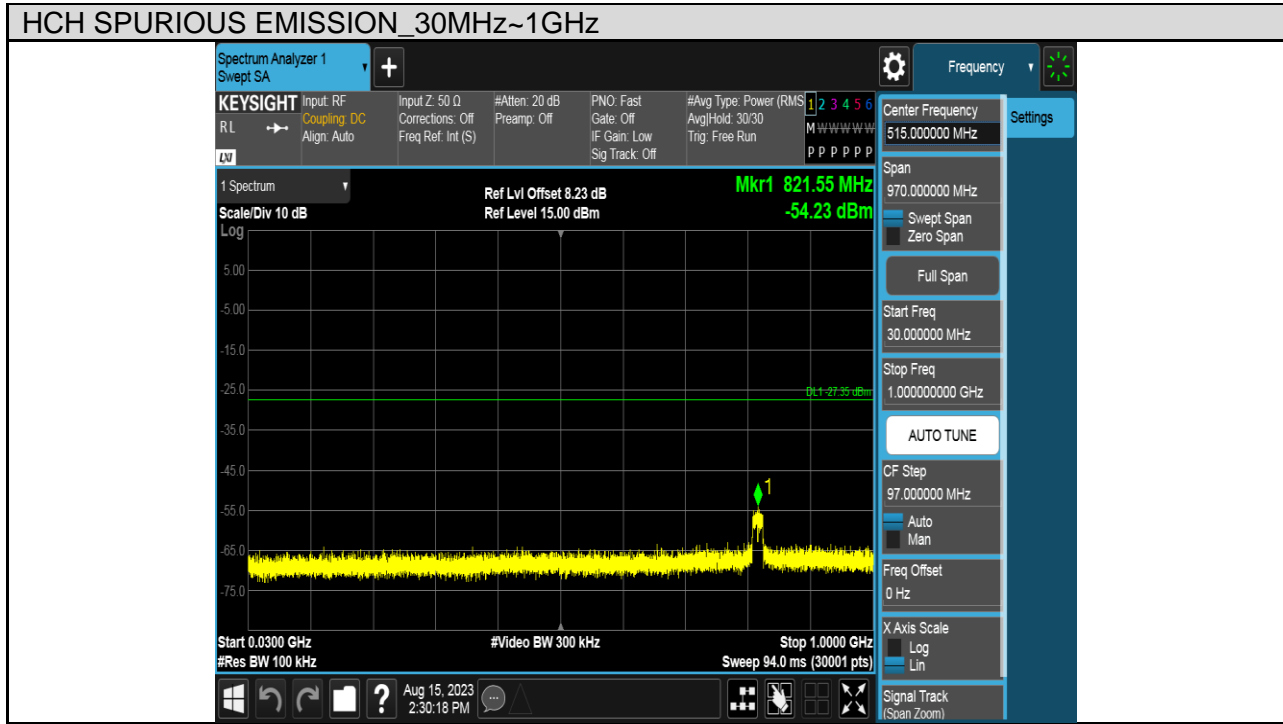 HCH SPURIOUS EMISSION_30MHz~1GHz
Spectrum Analyzer 1
Swept SA
Frequency
KEYSIGHT
RL
LXI
Input: RF
Coupling: DC
Align: Auto
Input Z: 50 Ω
Corrections: Off
Freq Ref: Int (S)
#Atten: 20 dB
Preamp: Off
PNO: Fast
Gate: Off
IF Gain: Low
Sig Track: Off
#Avg Type: Power (RMS
Avg|Hold: 30/30
Trig: Free Run
1 2 3 4 5 6
M W W W W W
P P P P P P
1 Spectrum
Scale/Div 10 dB
Ref Lvl Offset 8.23 dB
Ref Level 15.00 dBm
Mkr1 821.55 MHz
-54.23 dBm
Log
5.00
-5.00
-15.0
-25.0
DL1 -27.35 dBm
-35.0
-45.0
1
-55.0
-65.0
-75.0
Start 0.0300 GHz
#Res BW 100 kHz
#Video BW 300 kHz
Stop 1.0000 GHz
Sweep 94.0 ms (30001 pts)
?
Aug 15, 2023
2:30:18 PM
Center Frequency
515.000000 MHz
Settings
Span
970.000000 MHz
Swept Span
Zero Span
Full Span
Start Freq
30.000000 MHz
Stop Freq
1.000000000 GHz
AUTO TUNE
CF Step
97.000000 MHz
Auto
Man
Freq Offset
0 Hz
X Axis Scale
Log
Lin
Signal Track
(Span Zoom)